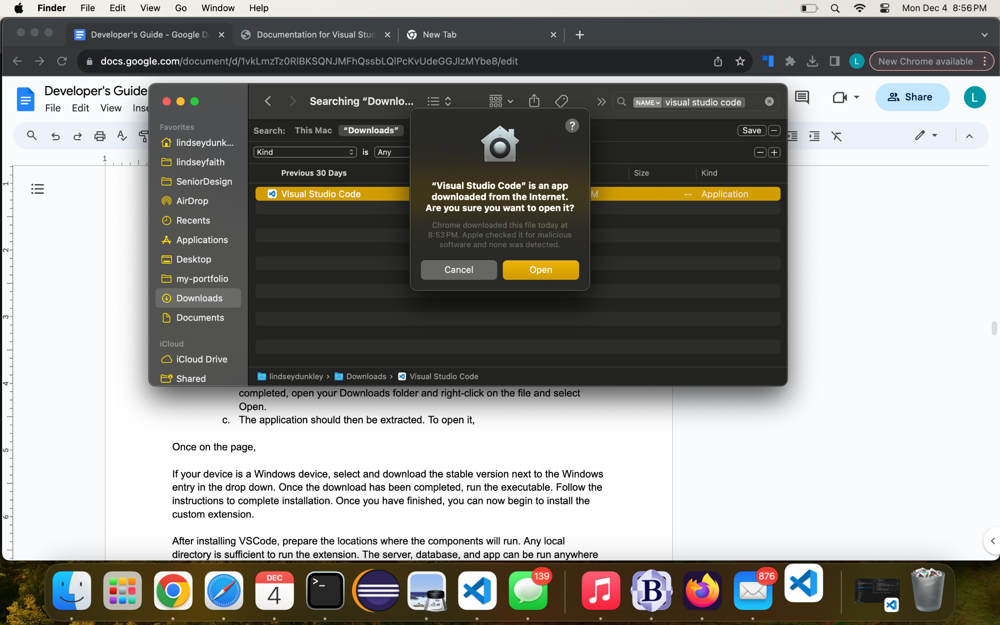 Finder File Edit View Go Window Help Mon Dec 4 8:56 PM
Developer's Guide - Google D Documentation for Visual Stud New Tab
docs.google.com/document/d/1vkLmzTz0RlBKSQNJMFhQssbLQlPcKvUdeGGJIzMYbe8/edit L New Chrome available
Developer's Guide
File Edit View Inse
Share L
Searching “Downlo... NAME visual studio code
Search: This Mac “Downloads” Save
Kind is Any
Previous 30 Days Size Kind
Visual Studio Code M -- Application
Favorites
lindseydunk...
lindseyfaith
SeniorDesign
AirDrop
Recents
Applications
Desktop
my-portfolio
Downloads
Documents
iCloud
iCloud Drive
Shared
?
“Visual Studio Code” is an app
downloaded from the Internet.
Are you sure you want to open it?
Chrome downloaded this file today at
8:53 PM. Apple checked it for malicious
software and none was detected.
Cancel Open
lindseydunkley › Downloads › Visual Studio Code
1
1
2
3
4
5
6
completed, open your Downloads folder and right-click on the file and select
Open.
c. The application should then be extracted. To open it,
Once on the page,
If your device is a Windows device, select and download the stable version next to the Windows
entry in the drop down. Once the download has been completed, run the executable. Follow the
instructions to complete installation. Once you have finished, you can now begin to install the
custom extension.
After installing VSCode, prepare the locations where the components will run. Any local
directory is sufficient to run the extension. The server, database, and app can be run anywhere
DEC
4
>_
139
B
876